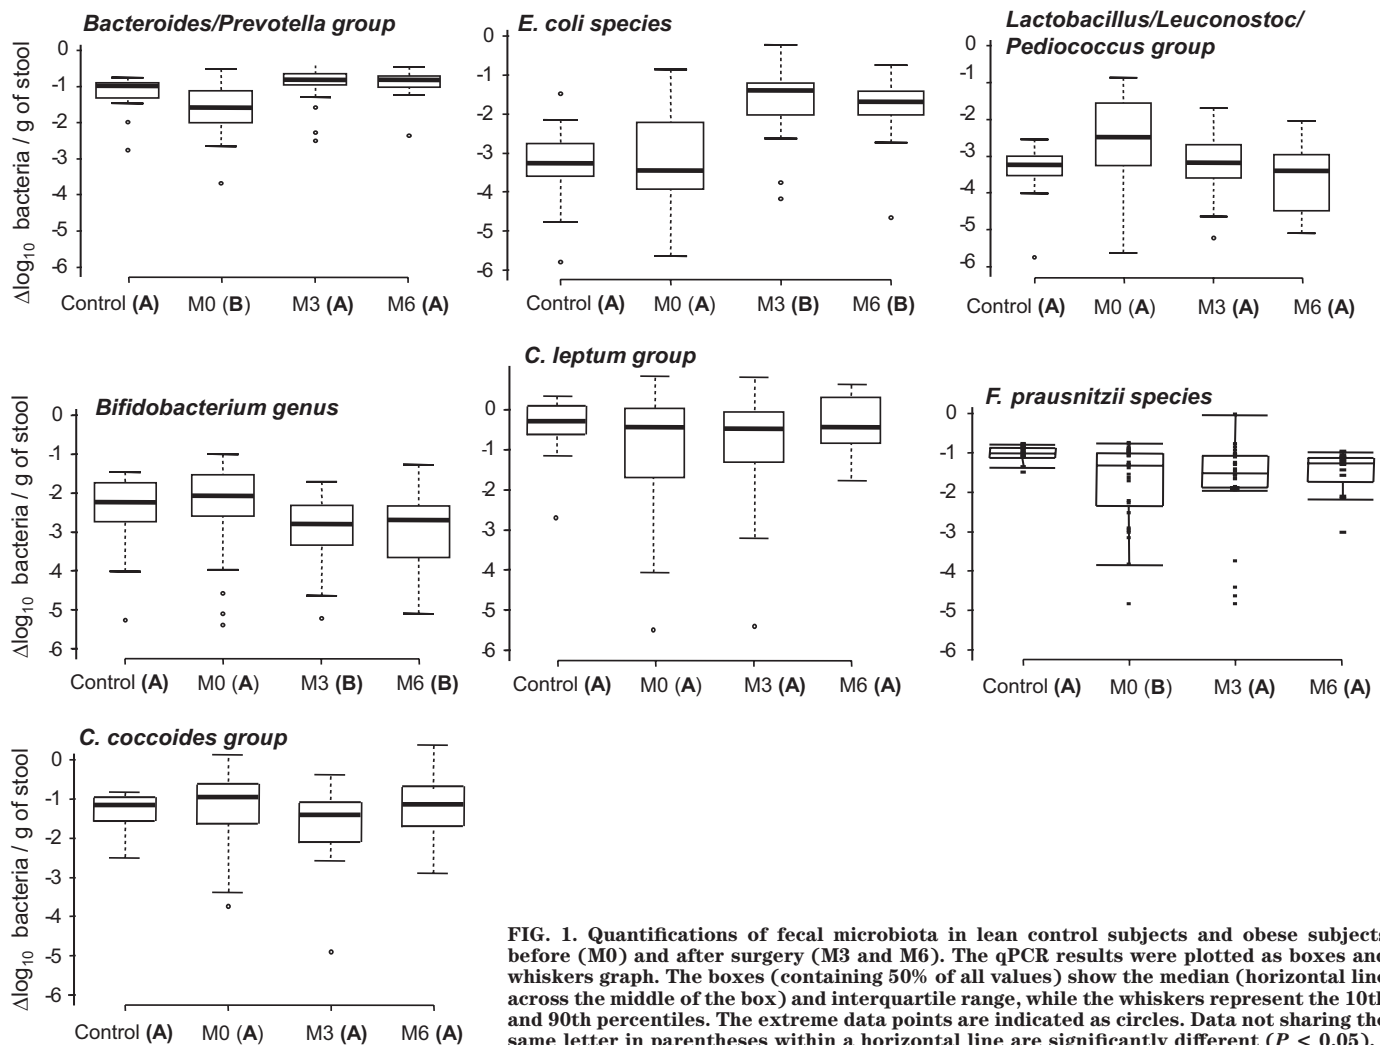 Bacteroides/Prevotella group
Δlog10 bacteria / g of stool
0
-1
-2
-3
-4
-5
-6
Control (A) M0 (B) M3 (A) M6 (A)
E. coli species
0
-1
-2
-3
-4
-5
-6
Control (A) M0 (A) M3 (B) M6 (B)
Lactobacillus/Leuconostoc/
Pediococcus group
0
-1
-2
-3
-4
-5
-6
Control (A) M0 (A) M3 (A) M6 (A)
Bifidobacterium genus
Δlog10 bacteria / g of stool
0
-1
-2
-3
-4
-5
-6
Control (A) M0 (A) M3 (B) M6 (B)
C. leptum group
0
-1
-2
-3
-4
-5
-6
Control (A) M0 (A) M3 (A) M6 (A)
F. prausnitzii species
0
-1
-2
-3
-4
-5
-6
Control (A) M0 (B) M3 (A) M6 (A)
C. coccoides group
Δlog10 bacteria / g of stool
0
-1
-2
-3
-4
-5
-6
Control (A) M0 (A) M3 (A) M6 (A)
FIG. 1. Quantifications of fecal microbiota in lean control subjects and obese subjects
before (M0) and after surgery (M3 and M6). The qPCR results were plotted as boxes and
whiskers graph. The boxes (containing 50% of all values) show the median (horizontal line
across the middle of the box) and interquartile range, while the whiskers represent the 10th
and 90th percentiles. The extreme data points are indicated as circles. Data not sharing the
same letter in parentheses within a horizontal line are significantly different (P < 0.05).